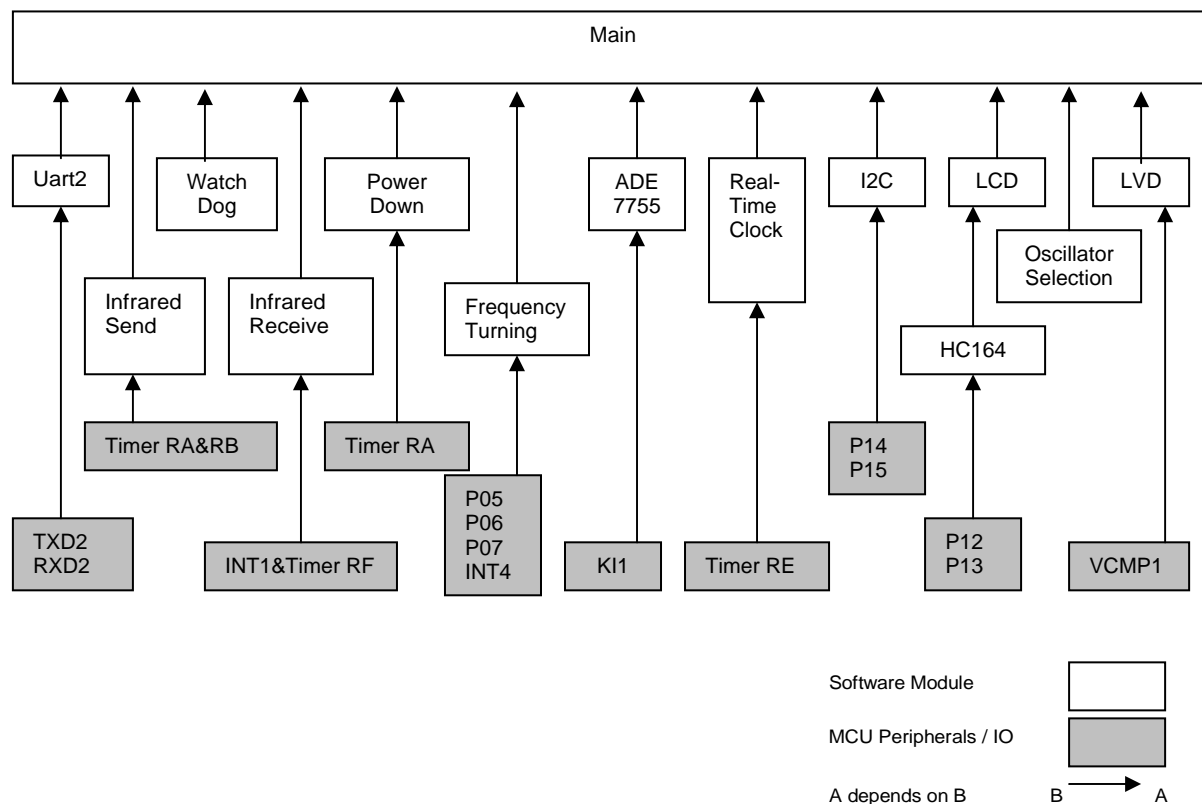 Main
Uart2
Watch
Dog
Power
Down
ADE
7755
Real-
Time
Clock
I2C
LCD
LVD
Oscillator
Selection
Infrared
Send
Infrared
Receive
Frequency
Turning
HC164
Timer RA&RB
Timer RA
P14
P15
P05
P06
P07
INT4
TXD2
RXD2
INT1&Timer RF
KI1
Timer RE
P12
P13
VCMP1
Software Module
MCU Peripherals / IO
A depends on B B A